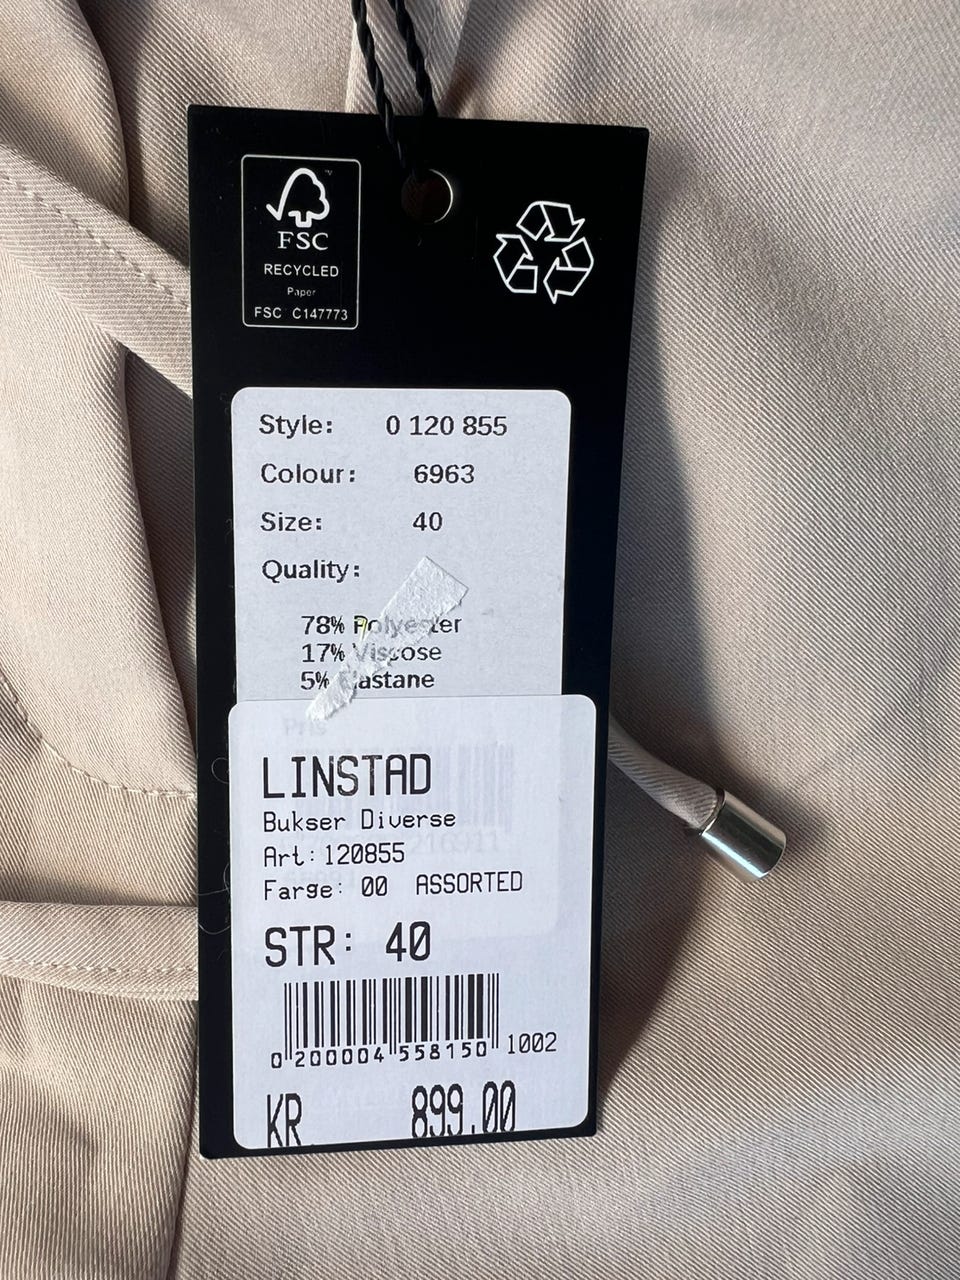 FSC
RECYCLED
Paper
FSC C147773
Style: 0 120 855
Colour: 6963
Size: 40
Quality:
78% Polyester
17% Viscose
5% Elastane
Pris
LINSTAD
Bukser Diverse
Art:120855
Farge: 00 ASSORTED
STR: 40
0 200004 558150 1002
KR 899.00